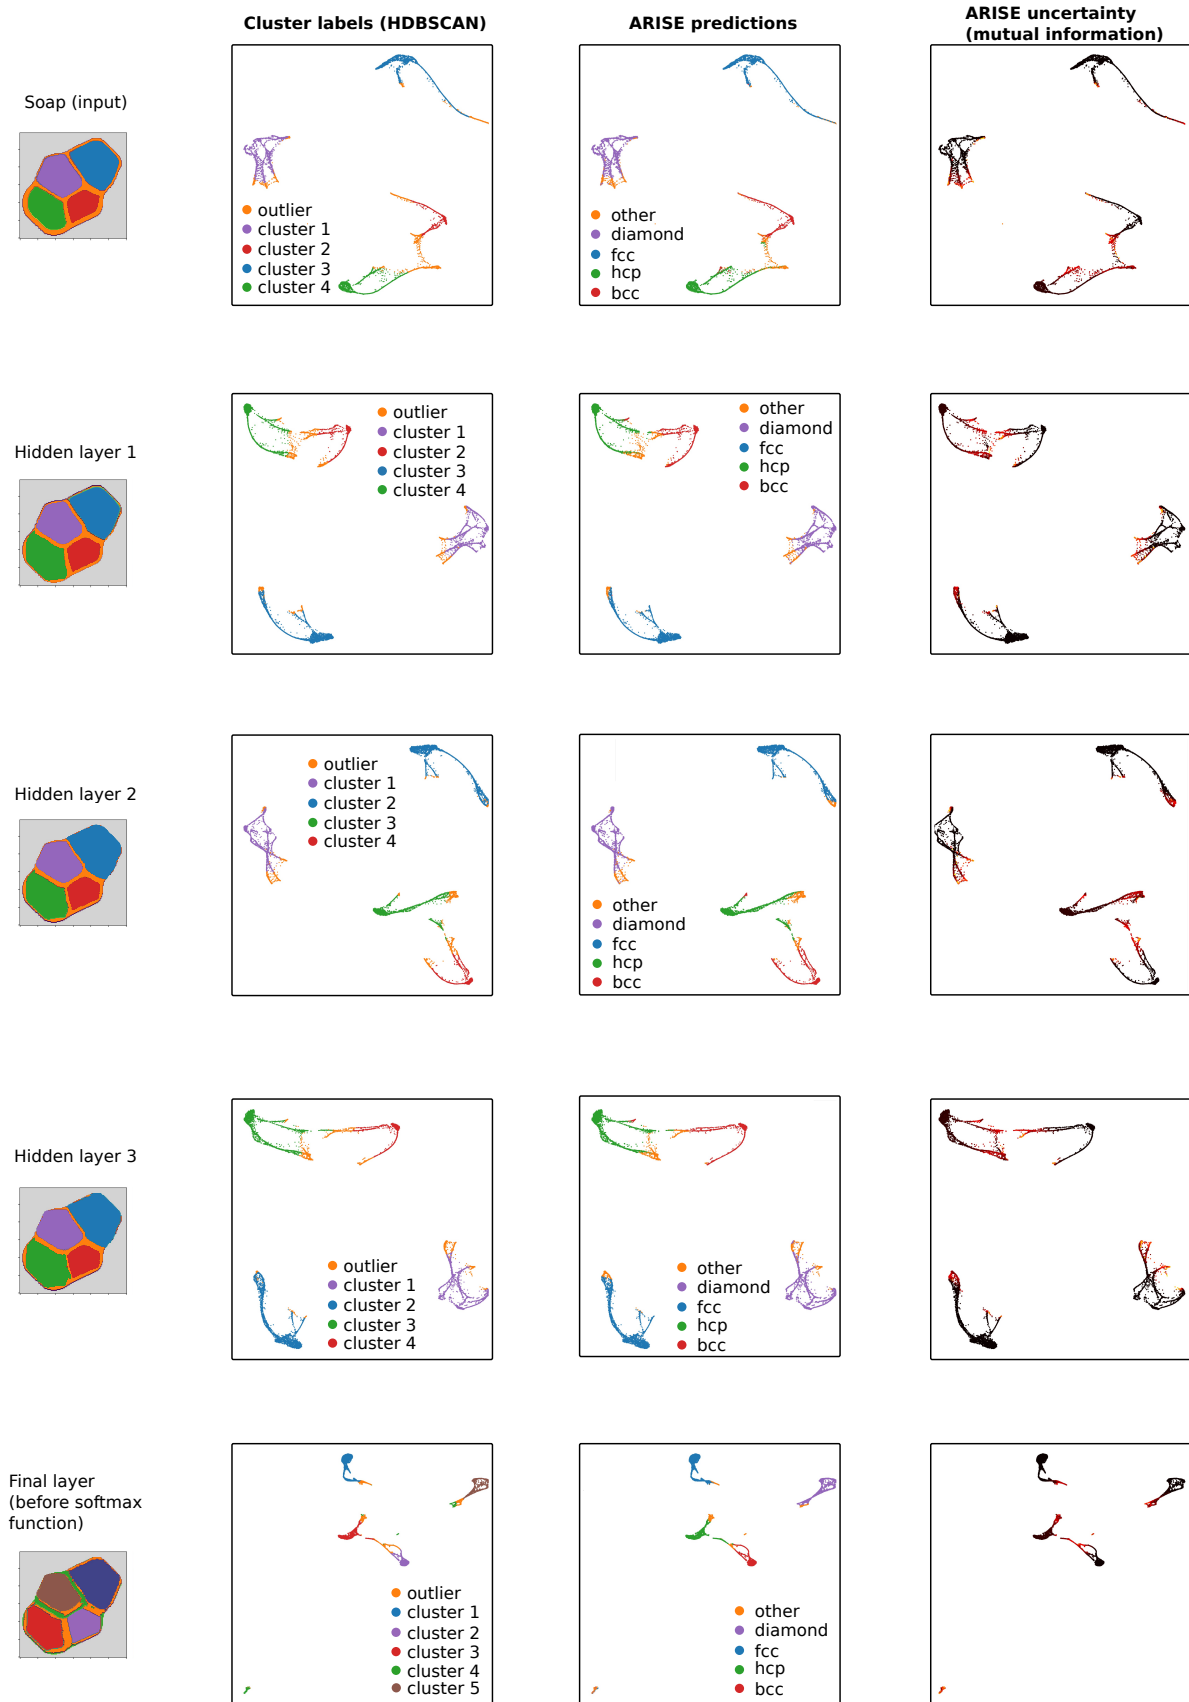 Cluster labels (HDBSCAN)
ARISE predictions
ARISE uncertainty
(mutual information)
Soap (input)
outlier
cluster 1
cluster 2
cluster 3
cluster 4
other
diamond
fcc
hcp
bcc
Hidden layer 1
outlier
cluster 1
cluster 2
cluster 3
cluster 4
other
diamond
fcc
hcp
bcc
Hidden layer 2
outlier
cluster 1
cluster 2
cluster 3
cluster 4
other
diamond
fcc
hcp
bcc
Hidden layer 3
outlier
cluster 1
cluster 2
cluster 3
cluster 4
other
diamond
fcc
hcp
bcc
Final layer
(before softmax
function)
outlier
cluster 1
cluster 2
cluster 3
cluster 4
cluster 5
other
diamond
fcc
hcp
bcc